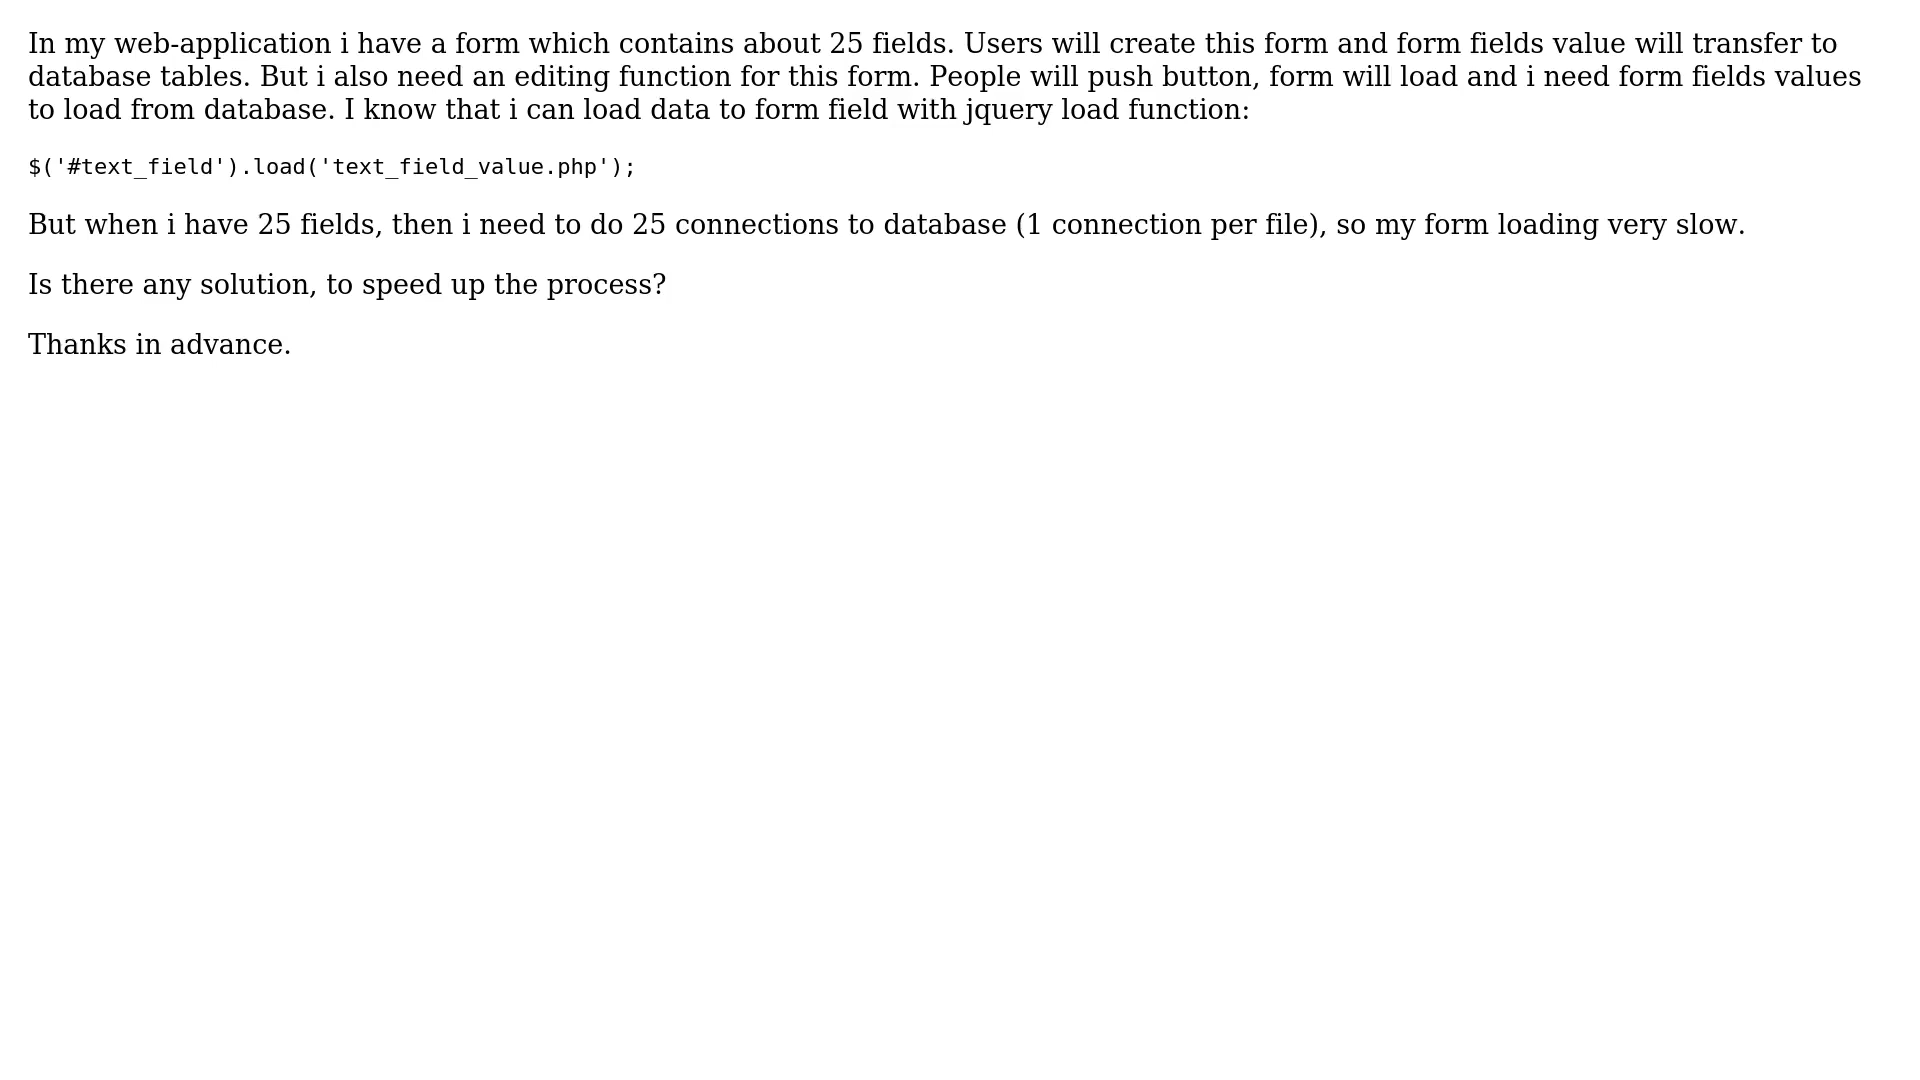 In my web-application i have a form which contains about 25 fields. Users will create this form and form fields value will transfer to
database tables. But i also need an editing function for this form. People will push button, form will load and i need form fields values
to load from database. I know that i can load data to form field with jquery load function:
$('#text_field').load('text_field_value.php');
But when i have 25 fields, then i need to do 25 connections to database (1 connection per file), so my form loading very slow.
Is there any solution, to speed up the process?
Thanks in advance.